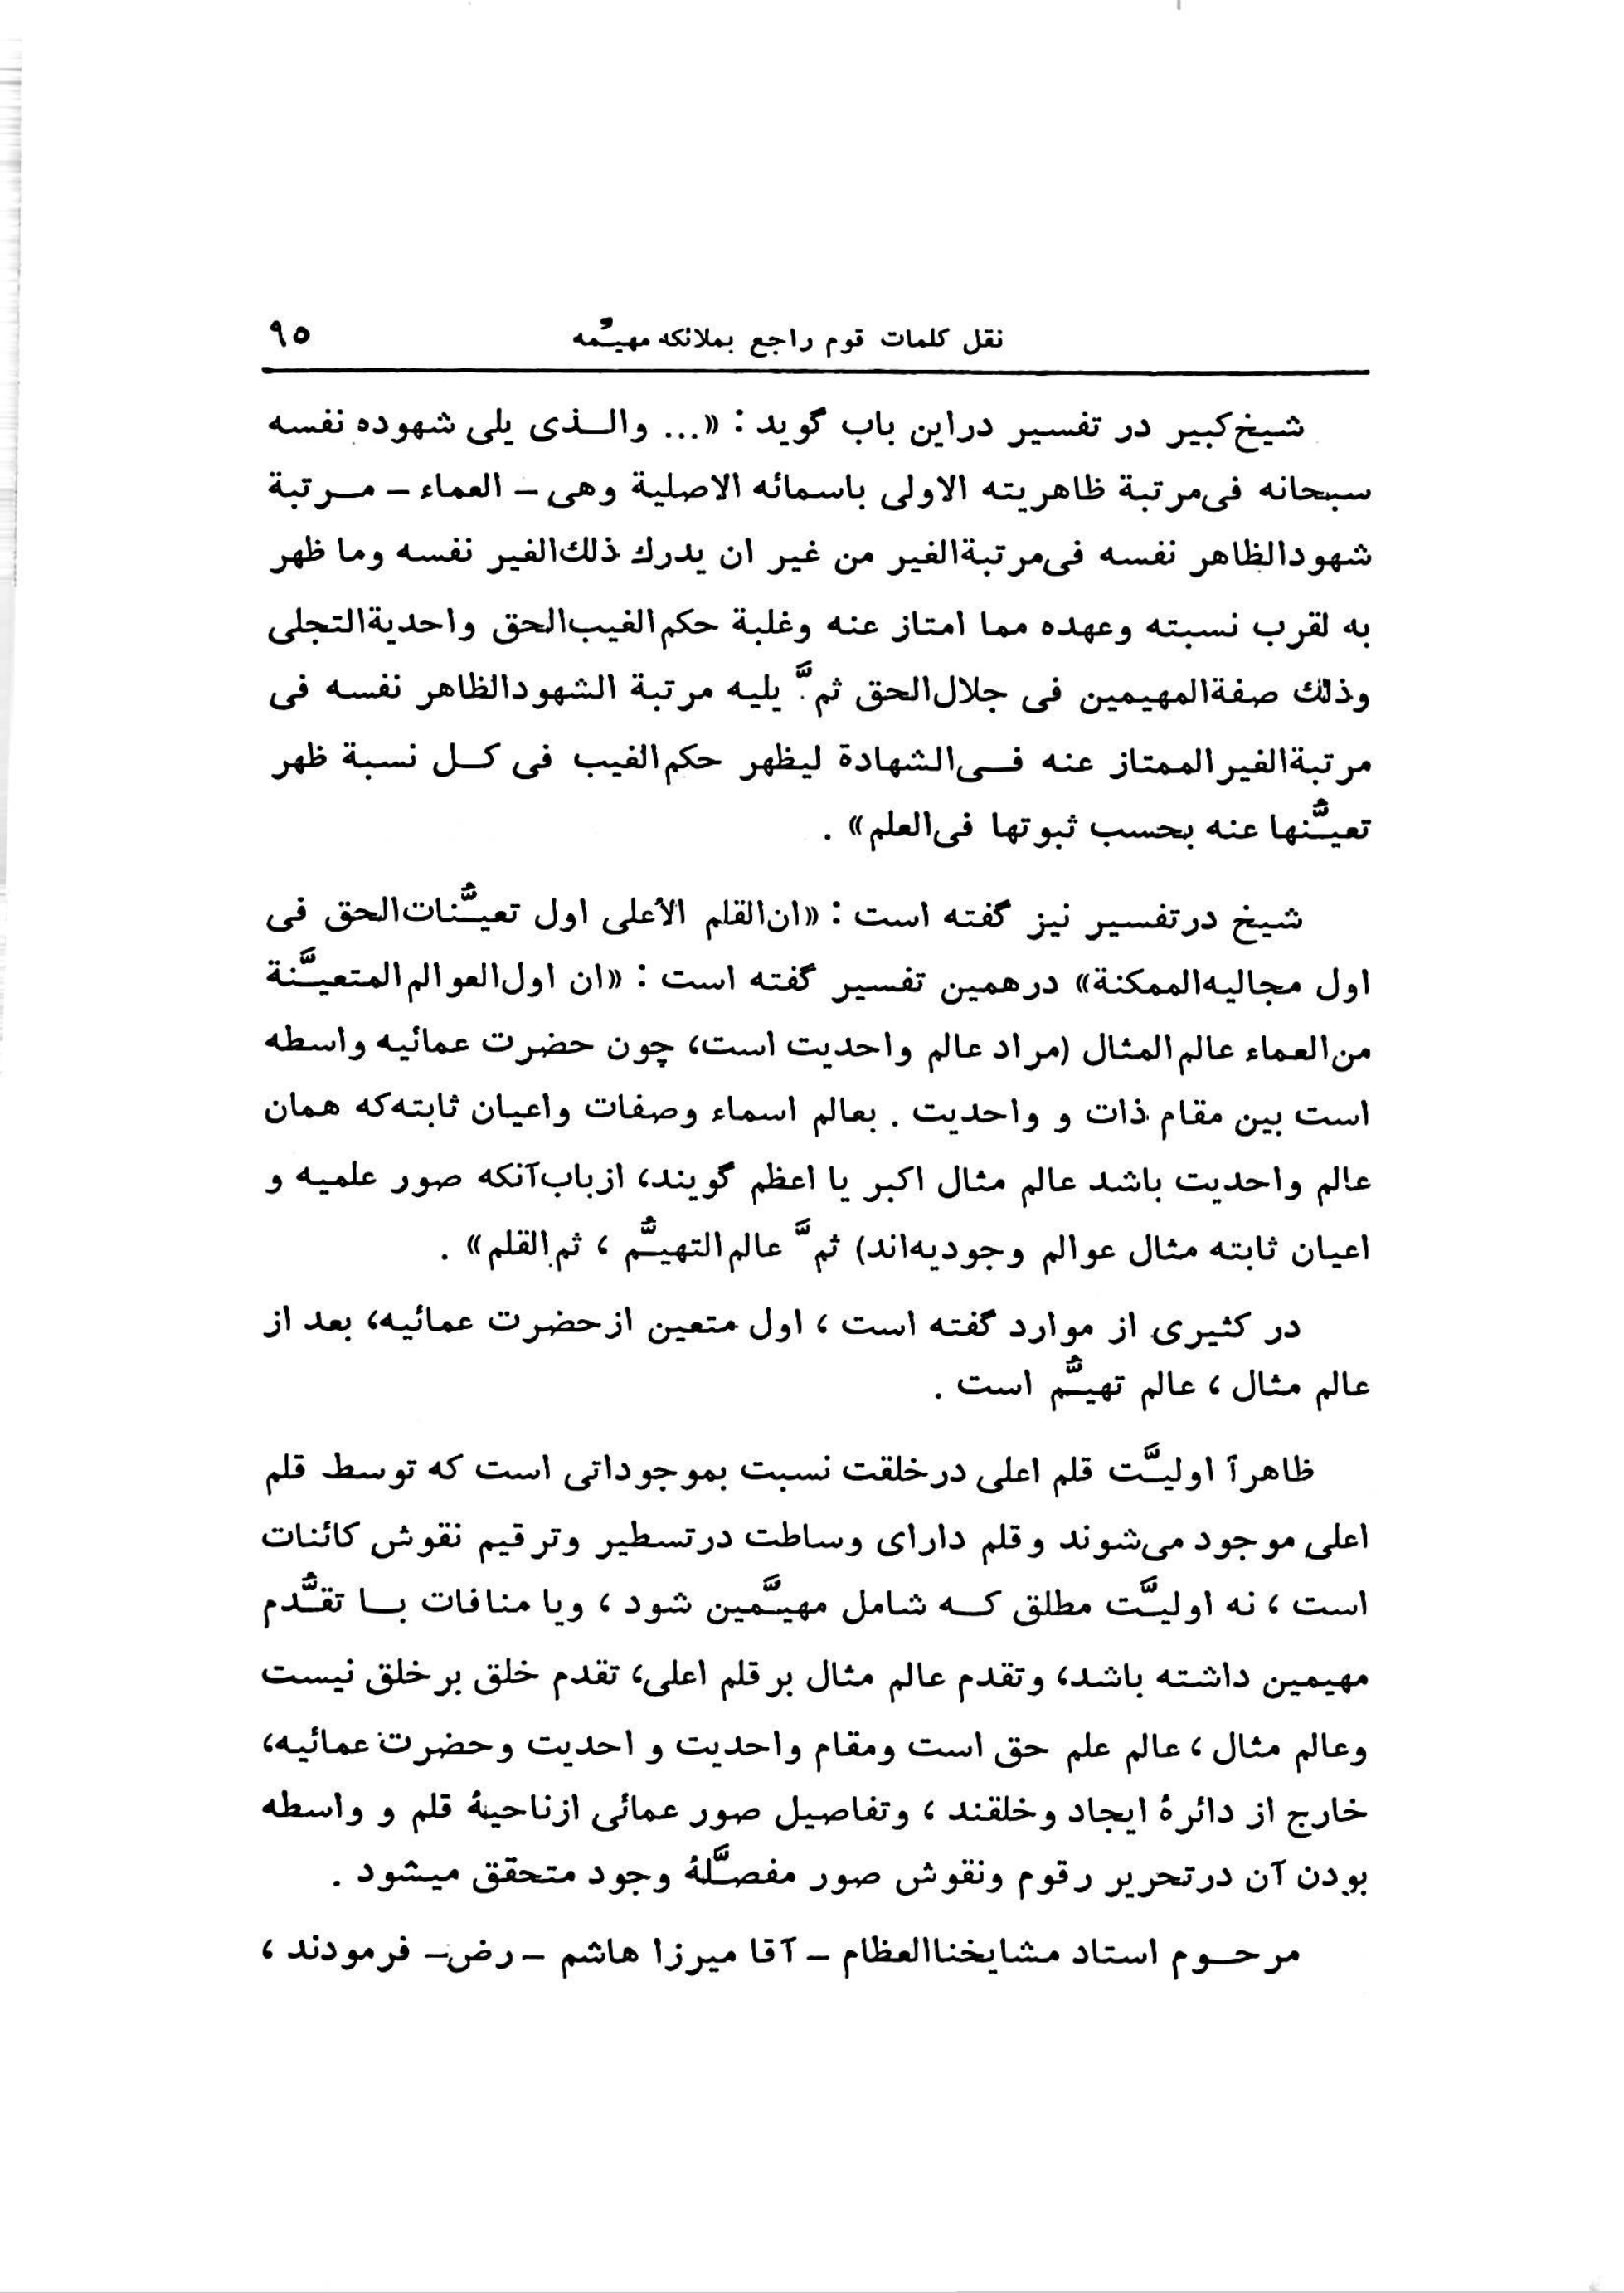 نقل کلمات قوم راجع بملائکه مهیَّمه ۹۵
شیخ‌کبیر در تفسیر دراین باب گوید : «... والـذی یلی شهوده نفسه
سبحانه فی‌مرتبة ظاهریته الاولی باسمائه الاصلیة وهی – العماء – مـرتبة
شهودالظاهر نفسه فی‌مرتبةالغیر من غیر ان یدرك ذلك‌الغیر نفسه وما ظهر
به لقرب نسبته وعهده مما امتاز عنه وغلبة حکم‌الغیب‌الحق واحدیةالتجلی
وذلك صفةالمهیمین فی جلال‌الحق ثمَّ یلیه مرتبة الشهودالظاهر نفسه فی
مرتبةالغیرالممتاز عنه فـی‌الشهادة لیظهر حکم‌الغیب فی کـل نسبة ظهر
تعیُّنها عنه بحسب ثبوتها فی‌العلم» .
شیخ درتفسیر نیز گفته است : «ان‌القلم الأعلی اول تعیُّنات‌الحق فی
اول مجالیه‌الممکنة» درهمین تفسیر گفته است : «ان اول‌العوالم‌المتعیَّنة
من‌العماء عالم‌المثال (مراد عالم واحدیت است، چون حضرت عمائیه واسطه
است بین مقام ذات و واحدیت . بعالم اسماء وصفات واعیان ثابته‌که همان
عالم واحدیت باشد عالم مثال اکبر یا اعظم گویند، ازباب‌آنکه صور علمیه و
اعیان ثابته مثال عوالم وجودیه‌اند) ثمَّ عالم‌التهیُّم ، ثم‌القلم» .
در کثیری از موارد گفته است ، اول متعین ازحضرت عمائیه، بعد از
عالم مثال ، عالم تهیُّم است .
ظاهرآ اولیَّت قلم اعلی درخلقت نسبت بموجوداتی است که توسط قلم
اعلی موجود می‌شوند وقلم دارای وساطت درتسطیر وترقیم نقوش کائنات
است ، نه اولیَّت مطلق کـه شامل مهیَّمین شود ، ویا منافات بـا تقدُّم
مهیمین داشته باشد، وتقدم عالم مثال برقلم اعلی، تقدم خلق برخلق نیست
وعالم مثال ، عالم علم حق است ومقام واحدیت و احدیت وحضرت عمائیه،
خارج از دائرهٔ ایجاد وخلقند ، وتفاصیل صور عمائی ازناحیهٔ قلم و واسطه
بودن آن درتحریر رقوم ونقوش صور مفصَّلهٔ وجود متحقق میشود .
مرحـوم استاد مشایخناالعظام – آقا میرزا هاشم – رض – فرمودند ،